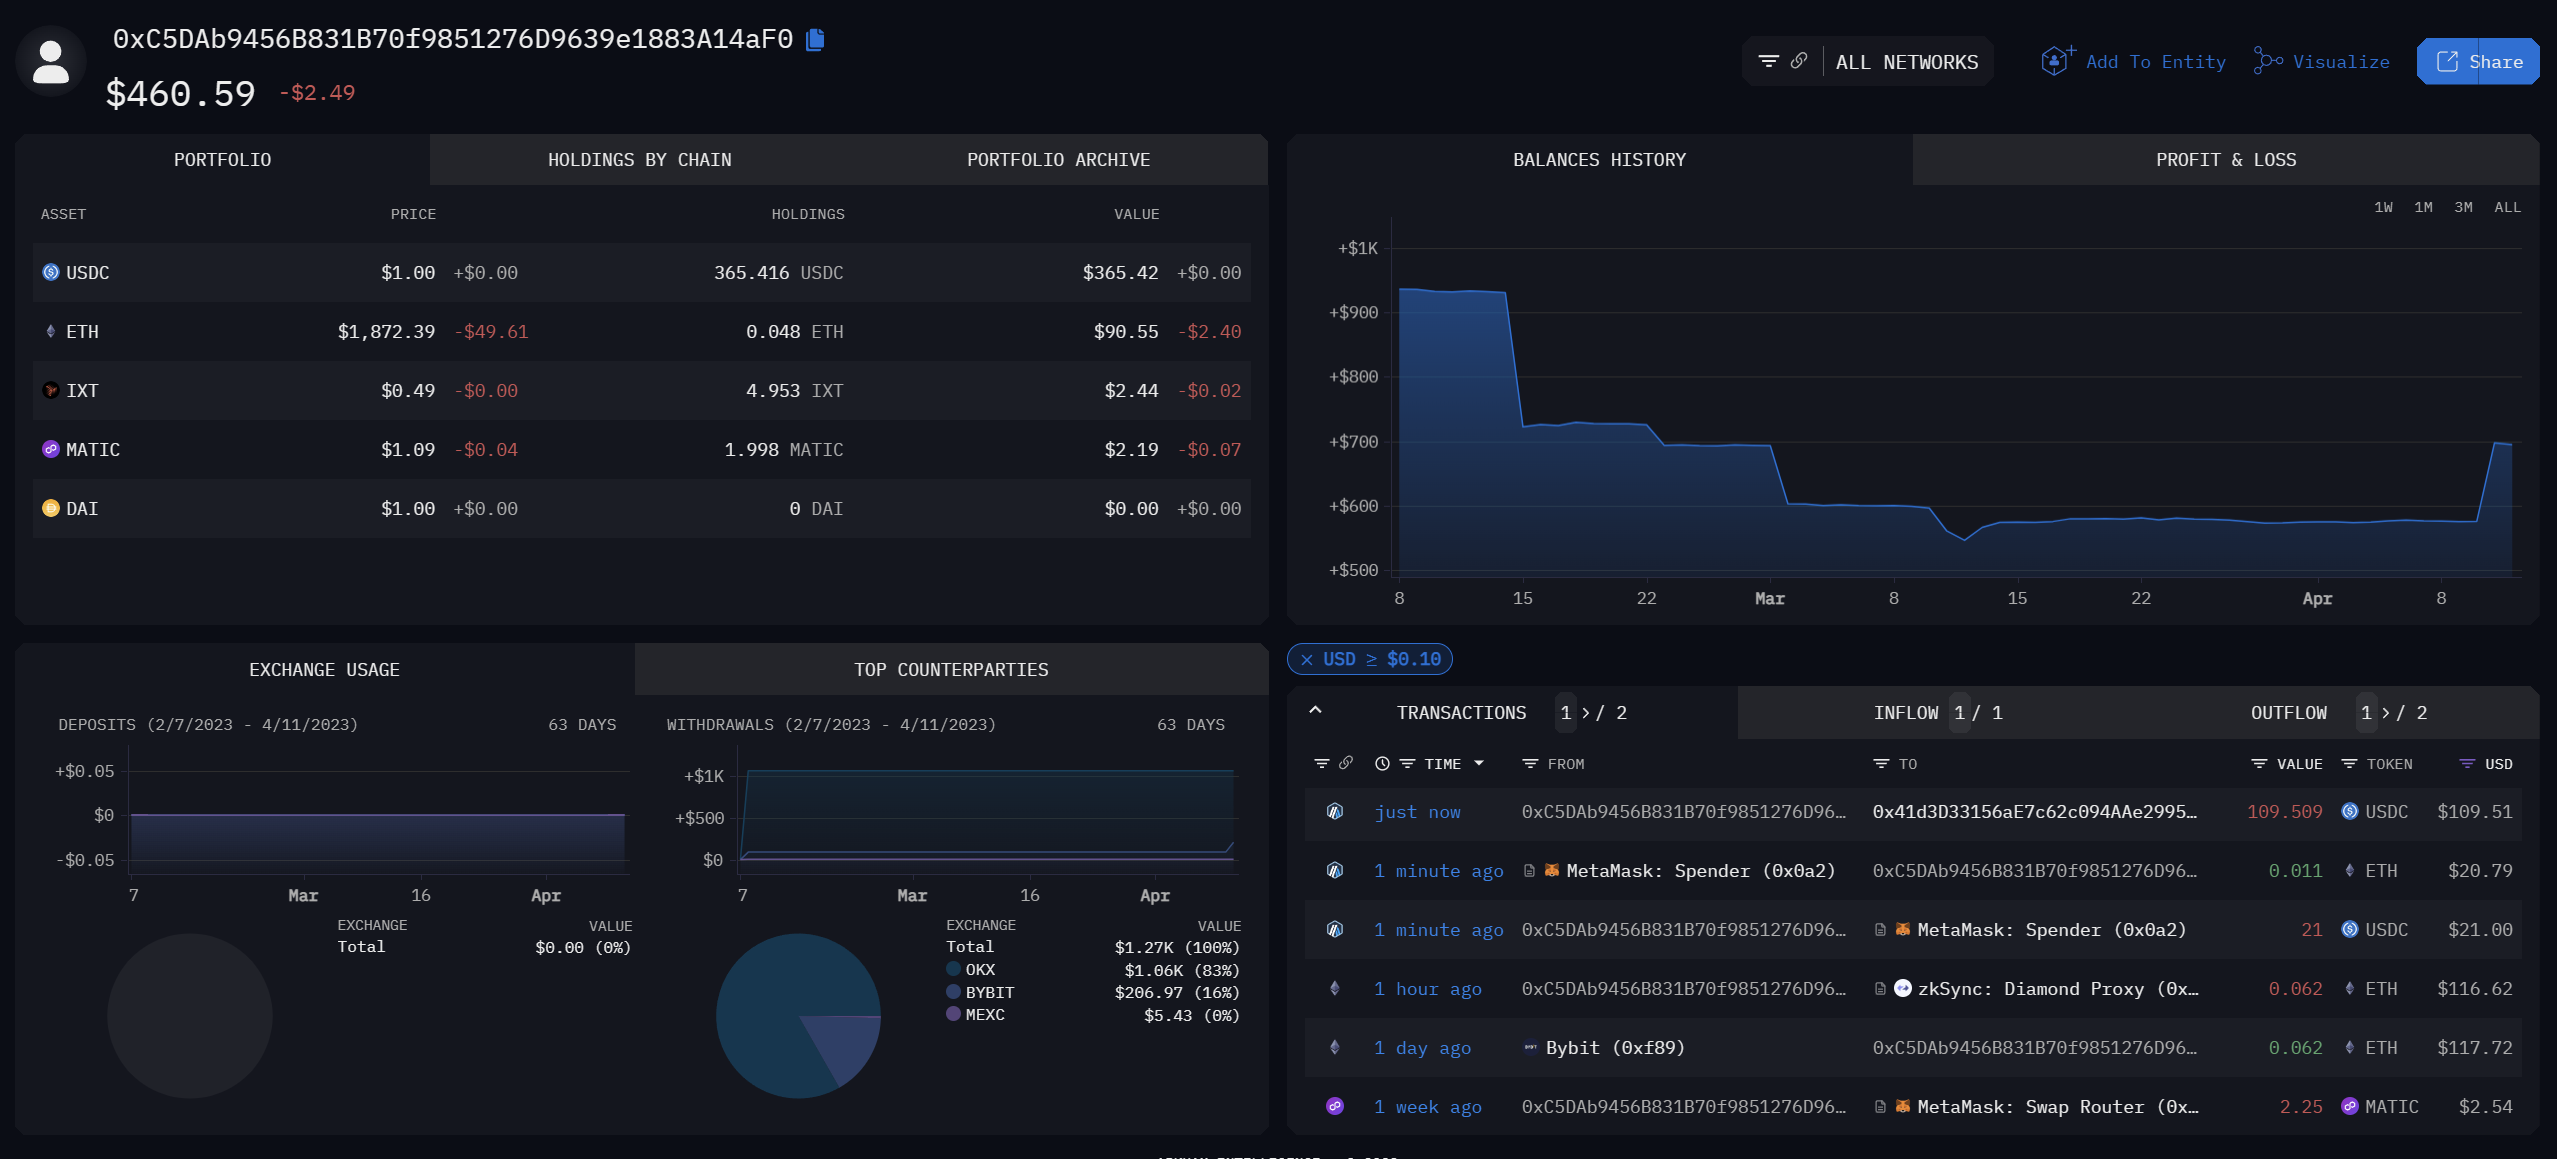 0xC5DAb9456B831B70f9851276D9639e1883A14aF0
$460.59 -$2.49
ALL NETWORKS
Add To Entity
Visualize
Share
PORTFOLIO HOLDINGS BY CHAIN PORTFOLIO ARCHIVE
ASSET PRICE HOLDINGS VALUE
USDC $1.00 +$0.00 365.416 USDC $365.42 +$0.00
ETH $1,872.39 -$49.61 0.048 ETH $90.55 -$2.40
IXT $0.49 -$0.00 4.953 IXT $2.44 -$0.02
MATIC $1.09 -$0.04 1.998 MATIC $2.19 -$0.07
DAI $1.00 +$0.00 0 DAI $0.00 +$0.00
BALANCES HISTORY PROFIT & LOSS
1W 1M 3M ALL
+$1K
+$900
+$800
+$700
+$600
+$500
8 15 22 Mar 8 15 22 Apr 8
EXCHANGE USAGE TOP COUNTERPARTIES
DEPOSITS (2/7/2023 - 4/11/2023) 63 DAYS
+$0.05
$0
-$0.05
7 Mar 16 Apr
EXCHANGE VALUE
Total $0.00 (0%)
WITHDRAWALS (2/7/2023 - 4/11/2023) 63 DAYS
+$1K
+$500
$0
7 Mar 16 Apr
EXCHANGE VALUE
Total $1.27K (100%)
OKX $1.06K (83%)
BYBIT $206.97 (16%)
MEXC $5.43 (0%)
× USD ≥ $0.10
TRANSACTIONS 1 > / 2 INFLOW 1 / 1 OUTFLOW 1 > / 2
TIME FROM TO VALUE TOKEN USD
just now 0xC5DAb9456B831B70f9851276D96… 0x41d3D33156aE7c62c094AAe2995… 109.509 USDC $109.51
1 minute ago MetaMask: Spender (0x0a2) 0xC5DAb9456B831B70f9851276D96… 0.011 ETH $20.79
1 minute ago 0xC5DAb9456B831B70f9851276D96… MetaMask: Spender (0x0a2) 21 USDC $21.00
1 hour ago 0xC5DAb9456B831B70f9851276D96… zkSync: Diamond Proxy (0x… 0.062 ETH $116.62
1 day ago Bybit (0xf89) 0xC5DAb9456B831B70f9851276D96… 0.062 ETH $117.72
1 week ago 0xC5DAb9456B831B70f9851276D96… MetaMask: Swap Router (0x… 2.25 MATIC $2.54